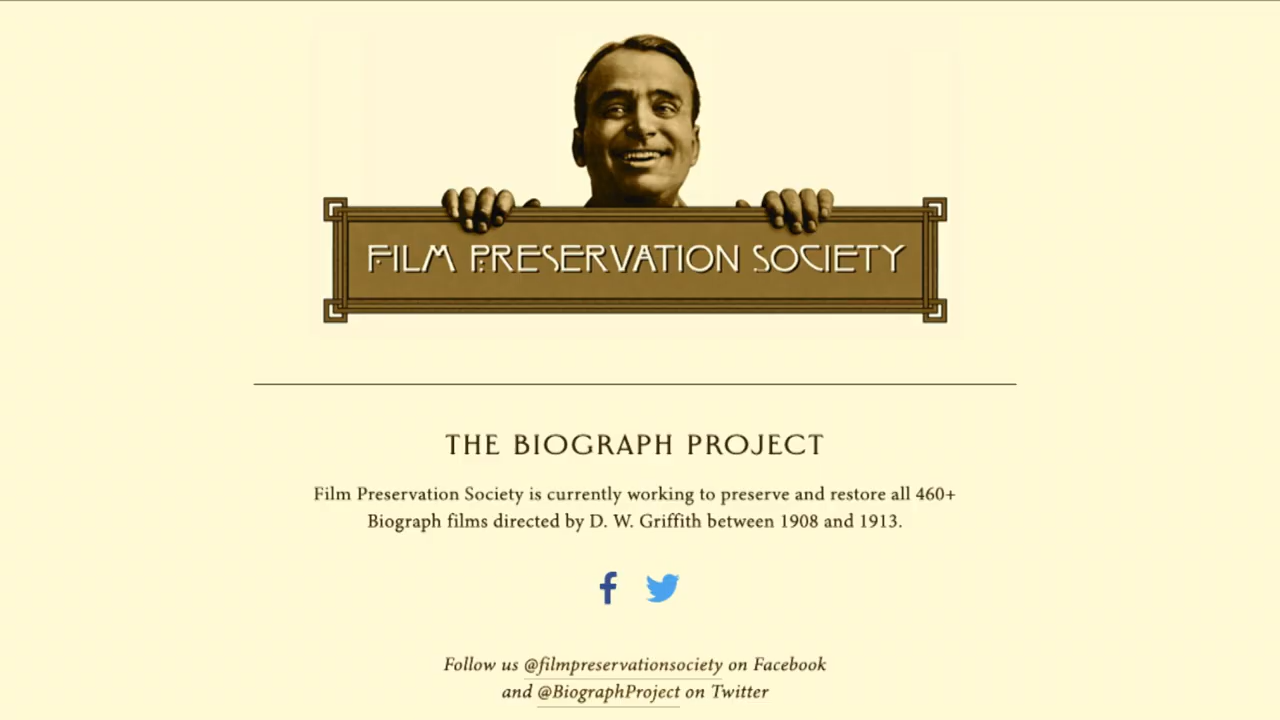 FILM PRESERVATION SOCIETY
THE BIOGRAPH PROJECT
Film Preservation Society is currently working to preserve and restore all 460+
Biograph films directed by D. W. Griffith between 1908 and 1913.
Follow us @filmpreservationsociety on Facebook
and @BiographProject on Twitter